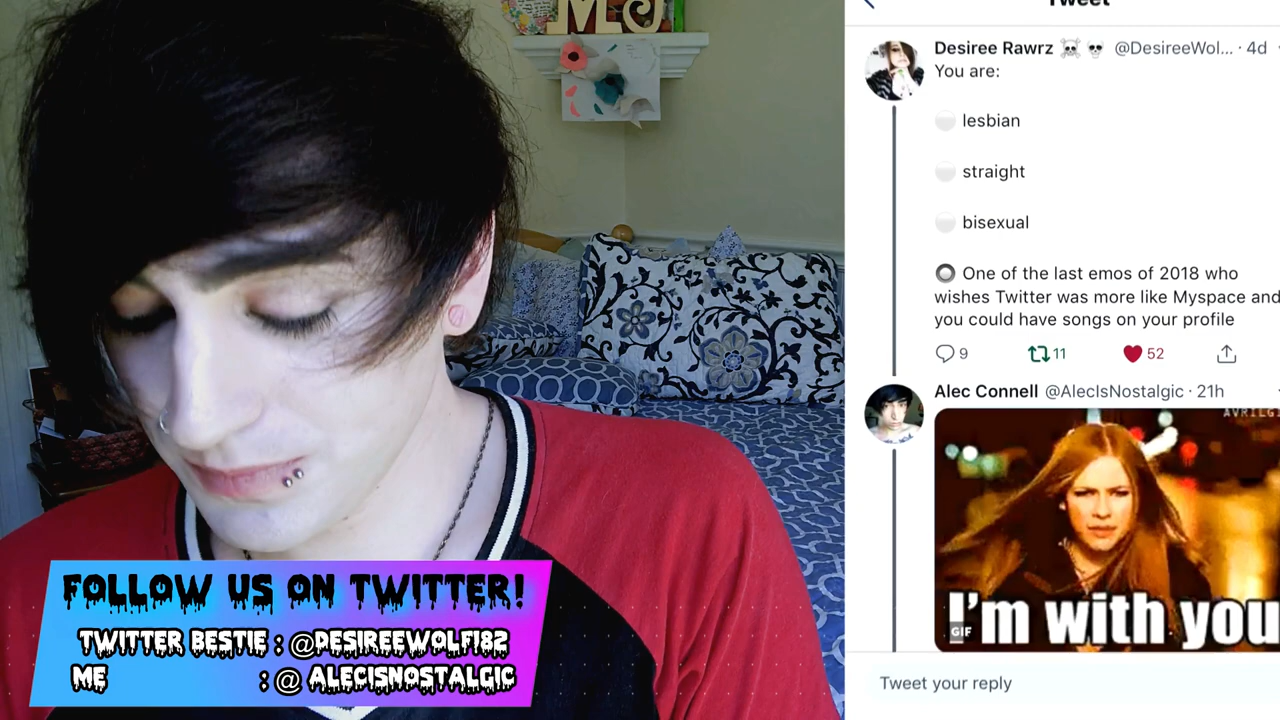 Tweet
Desiree Rawrz ☠️ 💀 @DesireeWol... · 4d
You are:
lesbian
straight
bisexual
One of the last emos of 2018 who
wishes Twitter was more like Myspace and
you could have songs on your profile
9 11 52
Alec Connell @AlecIsNostalgic · 21h
I'm with you
GIF
Tweet your reply
FOLLOW US ON TWITTER!
TWITTER BESTIE : @DESIREEWOLF182
ME : @ ALECISNOSTALGIC